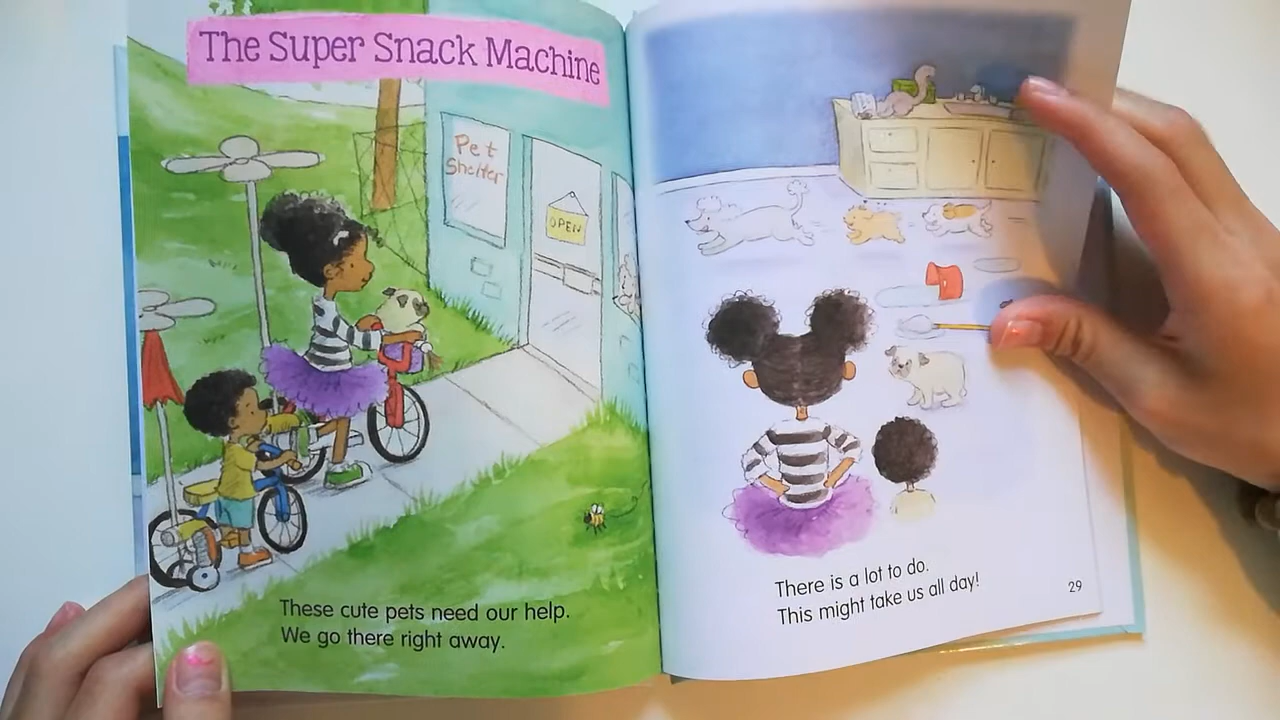 The Super Snack Machine
Pet
Shelter
OPEN
These cute pets need our help.
We go there right away.
There is a lot to do.
This might take us all day!
29